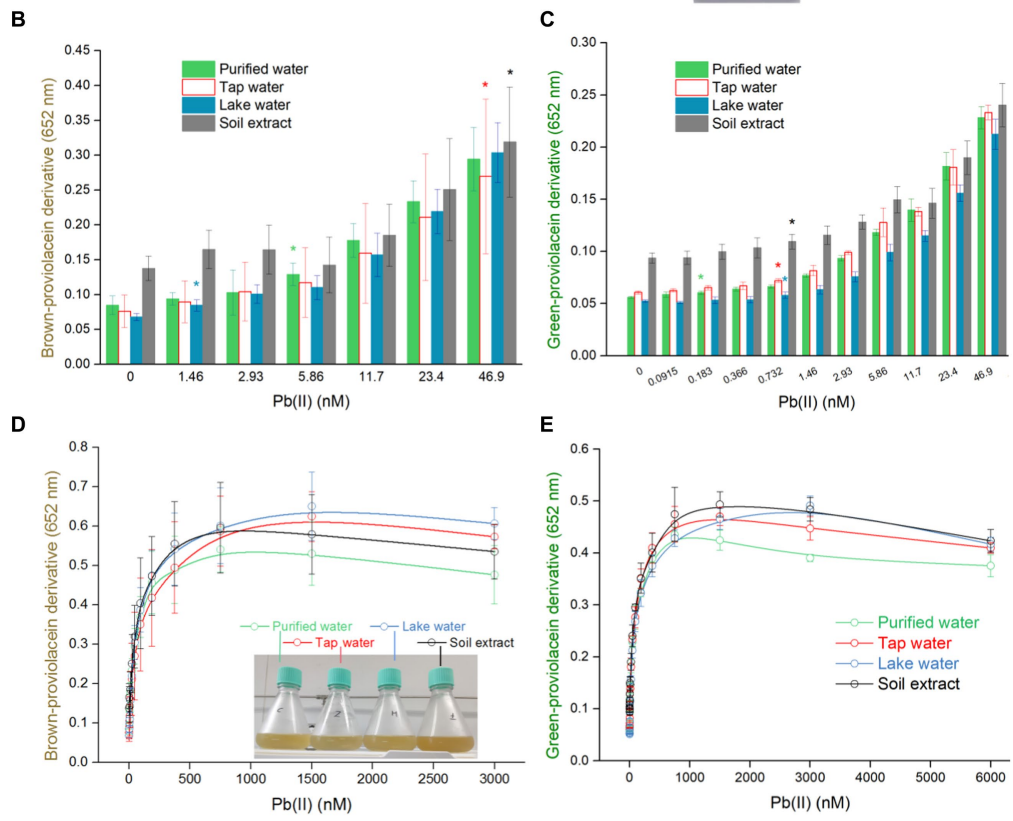 B
Brown-proviolacein derivative (652 nm)
0.45
0.40
0.35
0.30
0.25
0.20
0.15
0.10
0.05
0.00
Purified water
Tap water
Lake water
Soil extract
*
*
*
*
0 1.46 2.93 5.86 11.7 23.4 46.9
Pb(II) (nM)
C
Green-proviolacein derivative (652 nm)
0.30
0.25
0.20
0.15
0.10
0.05
0.00
Purified water
Tap water
Lake water
Soil extract
*
*
*
*
0 0.0915 0.183 0.366 0.732 1.46 2.93 5.86 11.7 23.4 46.9
Pb(II) (nM)
D
Brown-proviolacein derivative (652 nm)
0.8
0.7
0.6
0.5
0.4
0.3
0.2
0.1
0.0
Purified water Lake water
Tap water Soil extract
0 500 1000 1500 2000 2500 3000
Pb(II) (nM)
E
Green-proviolacein derivative (652 nm)
0.6
0.5
0.4
0.3
0.2
0.1
0.0
Purified water
Tap water
Lake water
Soil extract
0 1000 2000 3000 4000 5000 6000
Pb(II) (nM)